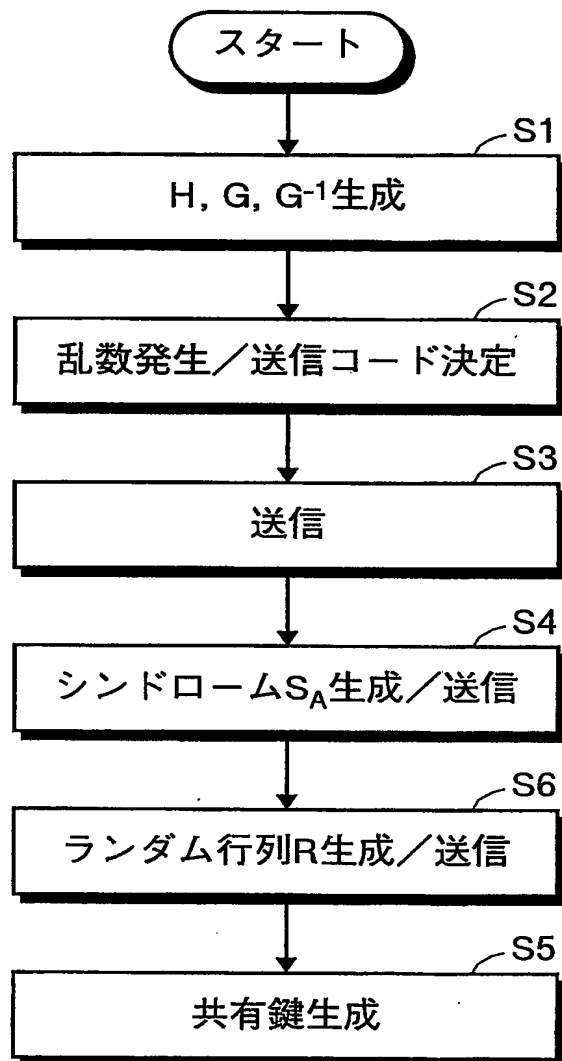 スタート
S1
H, G, G⁻¹生成
S2
乱数発生／送信コード決定
S3
送信
S4
シンドロームS_A生成／送信
S6
ランダム行列R生成／送信
S5
共有鍵生成